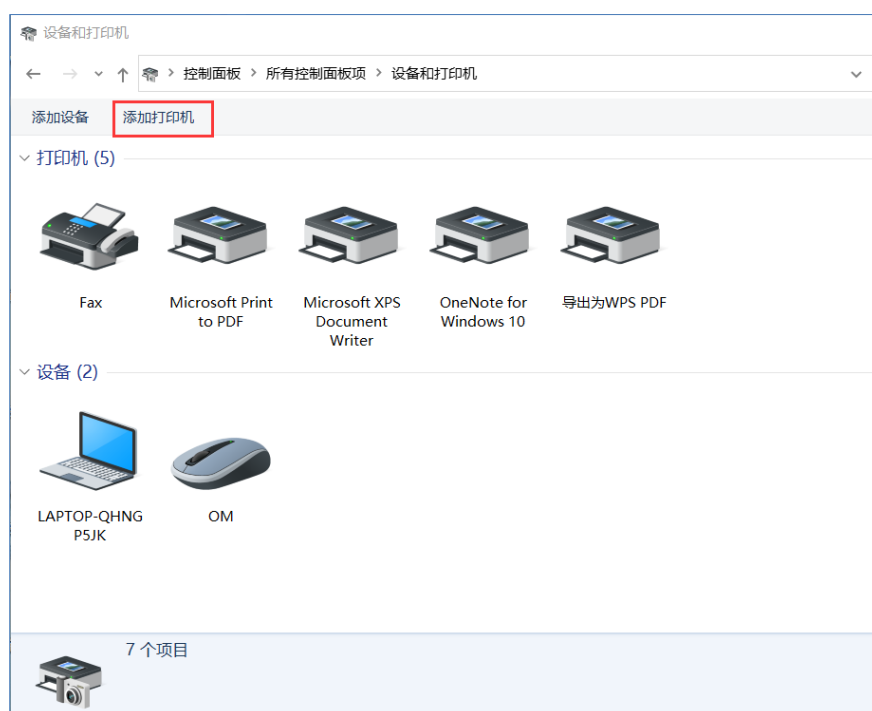 设备和打印机
控制面板 > 所有控制面板项 > 设备和打印机
添加设备 添加打印机
打印机 (5)
Fax
Microsoft Print
to PDF
Microsoft XPS
Document
Writer
OneNote for
Windows 10
导出为WPS PDF
设备 (2)
LAPTOP-QHNG
P5JK
OM
7 个项目